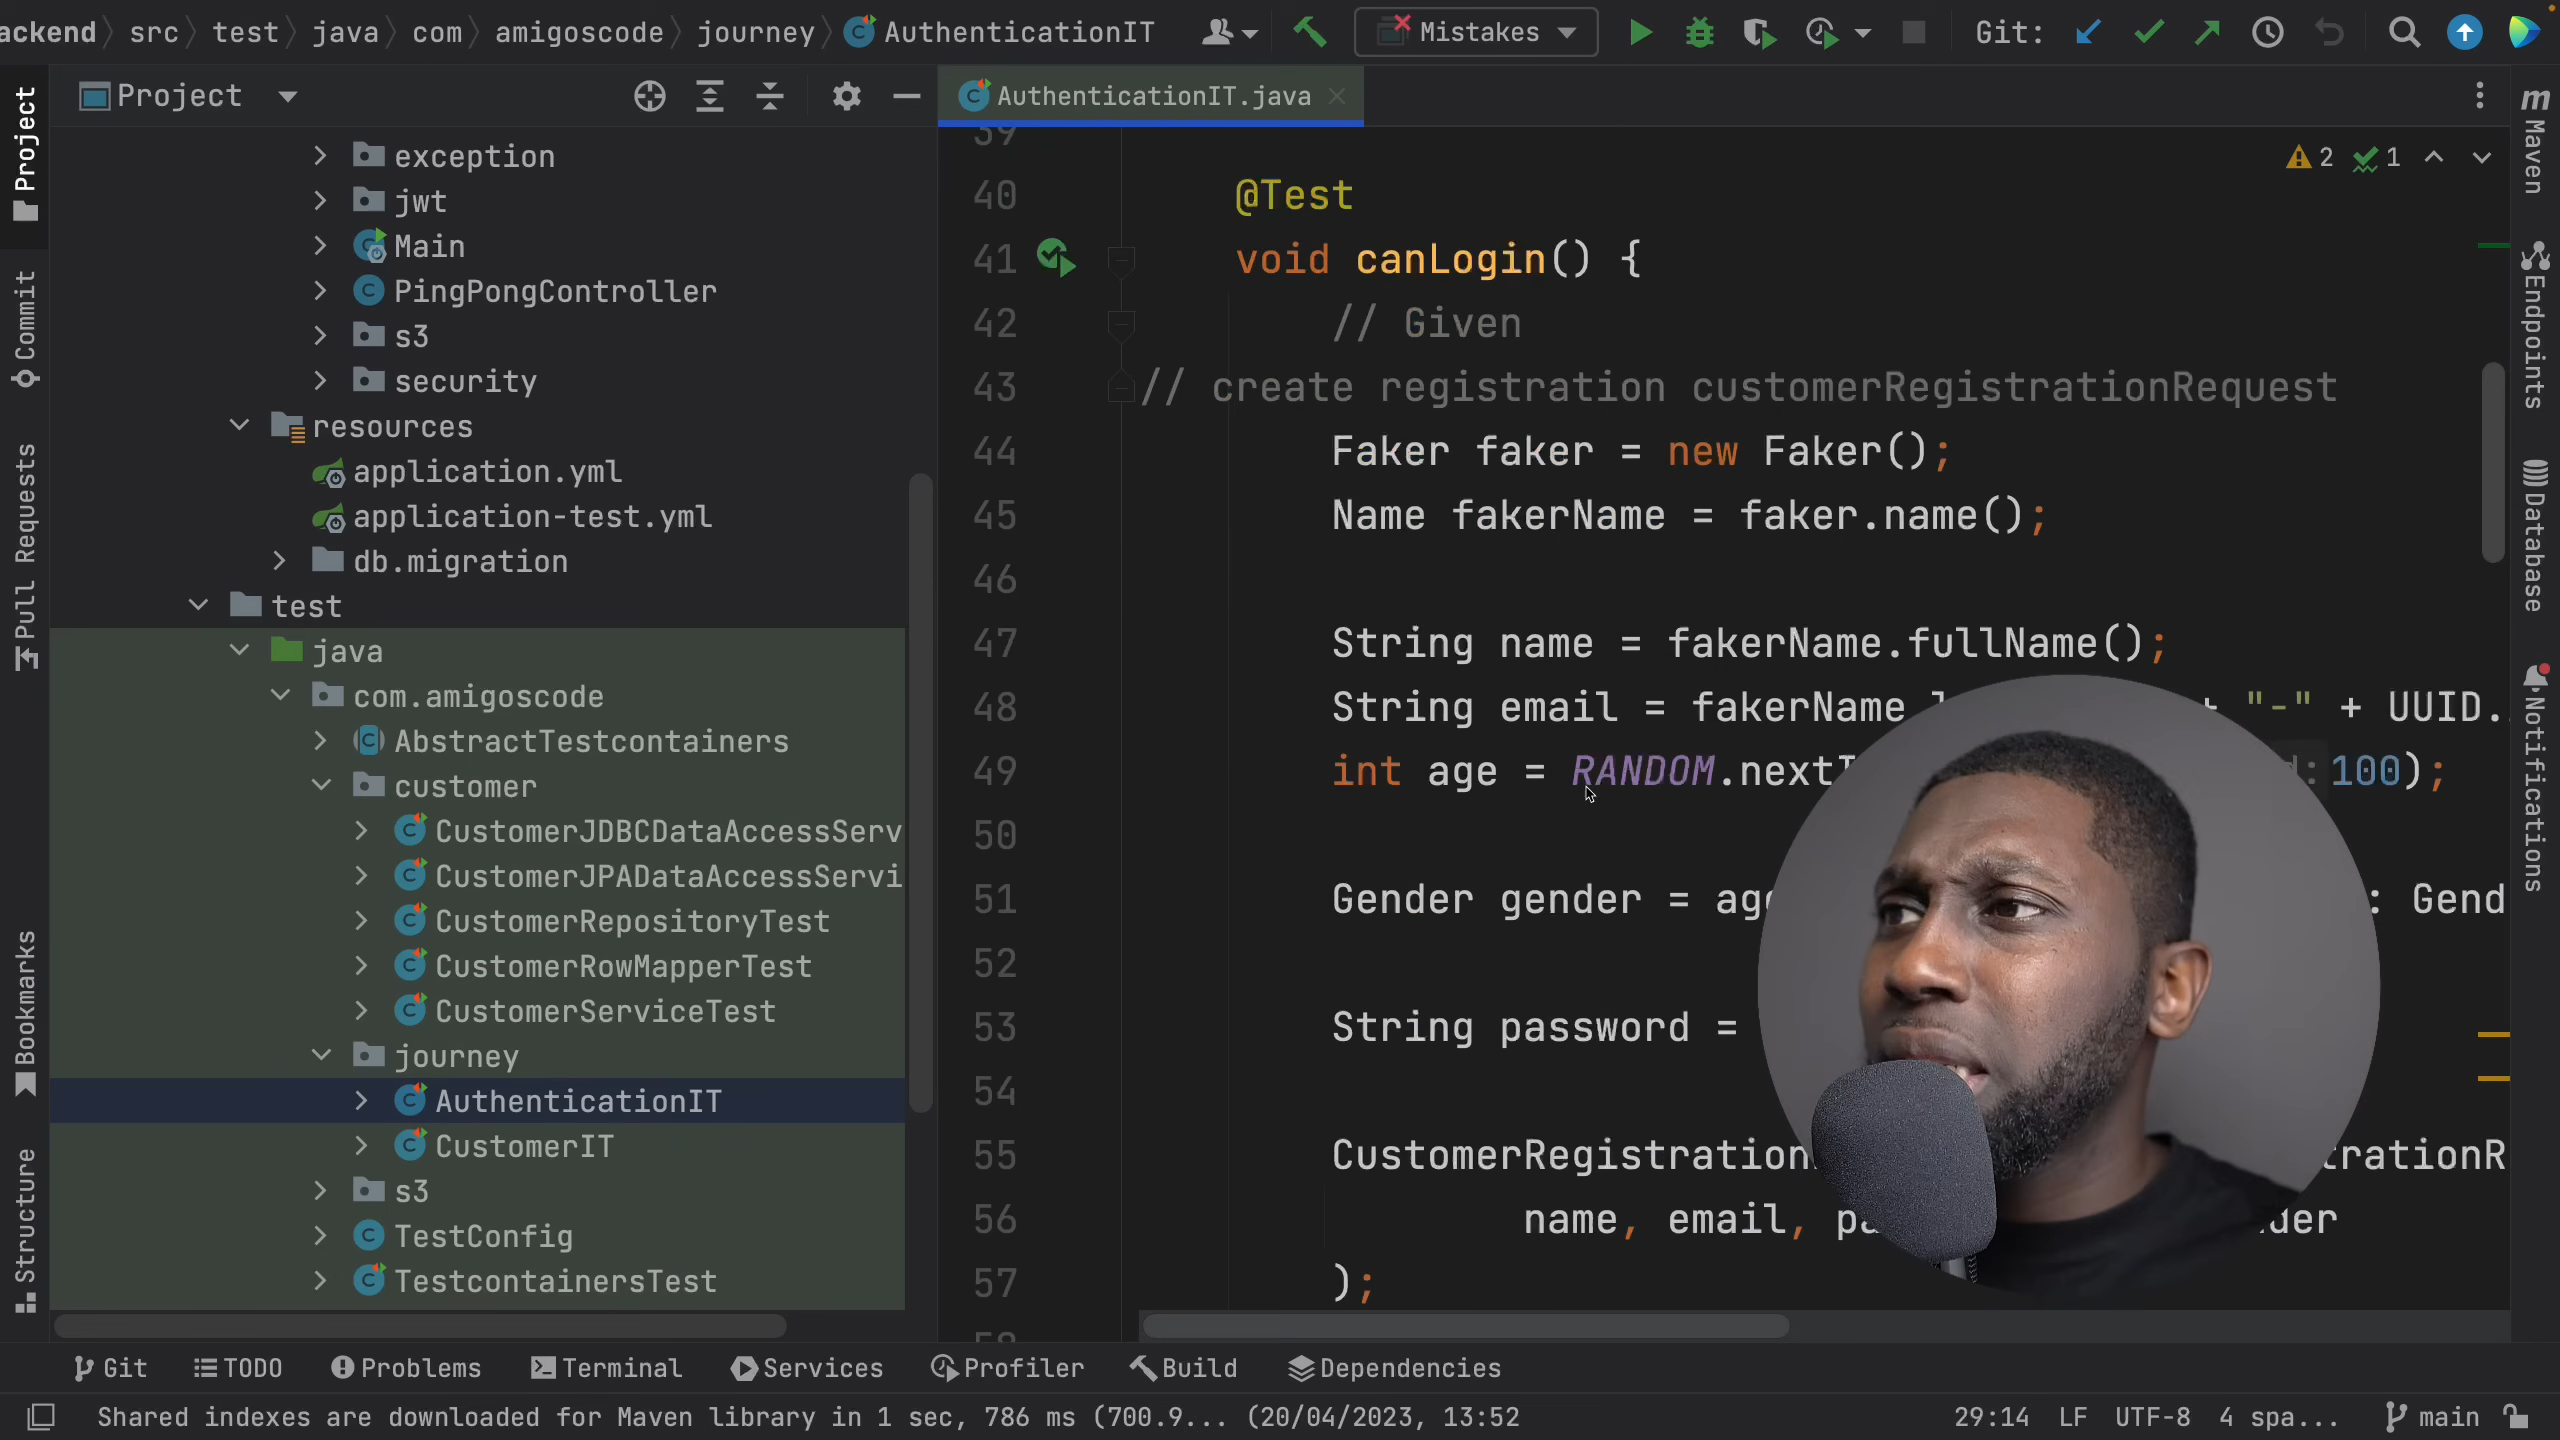 ackend
src
test
java
com
amigoscode
journey
AuthenticationIT
Mistakes
Git:
Project
AuthenticationIT.java
Project
Commit
Pull Requests
Bookmarks
Structure
exception
jwt
Main
PingPongController
s3
security
resources
application.yml
application-test.yml
db.migration
test
java
com.amigoscode
AbstractTestcontainers
customer
CustomerJDBCDataAccessServ
CustomerJPADataAccessServi
CustomerRepositoryTest
CustomerRowMapperTest
CustomerServiceTest
journey
AuthenticationIT
CustomerIT
s3
TestConfig
TestcontainersTest
2 1
39
40 @Test
41 void canLogin() {
42 // Given
43 // create registration customerRegistrationRequest
44 Faker faker = new Faker();
45 Name fakerName = faker.name();
46
47 String name = fakerName.fullName();
48 String email = fakerName + "-" + UUID.
49 int age = RANDOM.nextI 100);
50
51 Gender gender = age : Gend
52
53 String password =
54
55 CustomerRegistration trationR
56 name, email, pa der
57 );
Maven
Endpoints
Database
Notifications
Git
TODO
Problems
Terminal
Services
Profiler
Build
Dependencies
Shared indexes are downloaded for Maven library in 1 sec, 786 ms (700.9... (20/04/2023, 13:52
29:14 LF UTF-8 4 spa... main